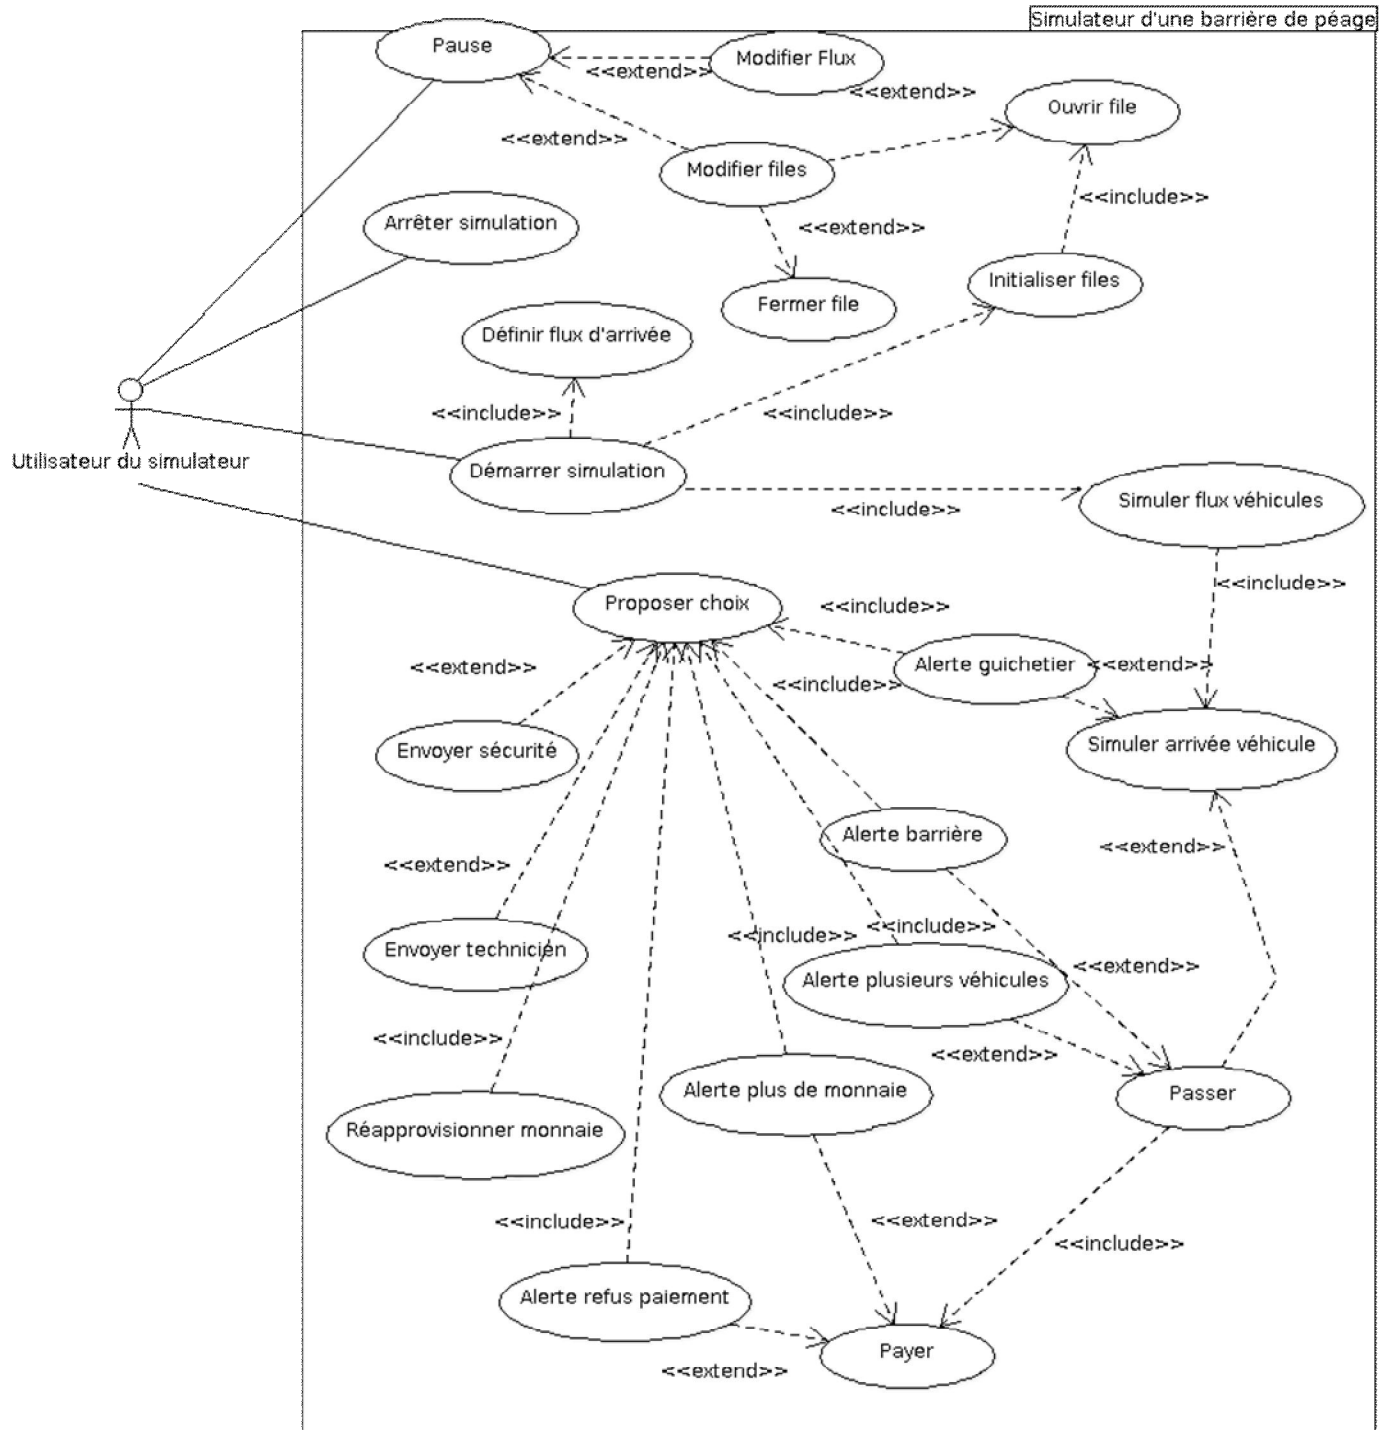 Simulateur d'une barrière de péage
Pause
Modifier Flux
<<extend>>
<<extend>>
Ouvrir file
<<extend>>
Modifier files
<<include>>
Arrêter simulation
<<extend>>
Initialiser files
Fermer file
Définir flux d'arrivée
<<include>>
<<include>>
Utilisateur du simulateur
Démarrer simulation
Simuler flux véhicules
<<include>>
<<include>>
Proposer choix
<<include>>
<<extend>>
Alerte guichetier
<<extend>>
<<include>>
Envoyer sécurité
Simuler arrivée véhicule
Alerte barrière
<<extend>>
<<extend>>
<<include>>
<<include>>
Envoyer technicien
<<extend>>
Alerte plusieurs véhicules
<<include>>
<<extend>>
Alerte plus de monnaie
Passer
Réapprovisionner monnaie
<<include>>
<<extend>>
<<include>>
Alerte refus paiement
Payer
<<extend>>